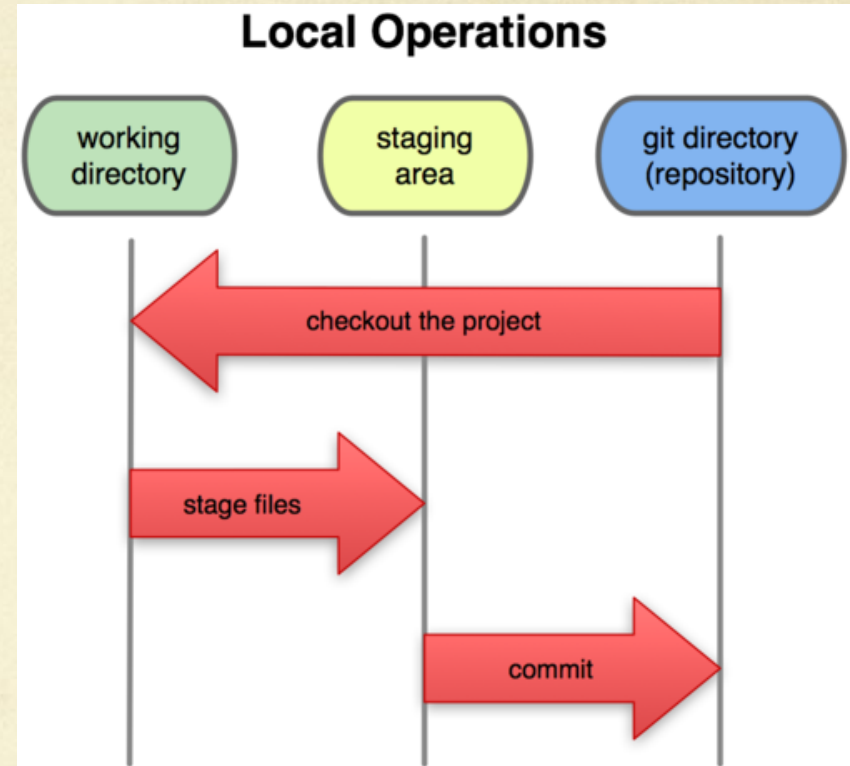 Local Operations
working
directory
staging
area
git directory
(repository)
checkout the project
stage files
commit